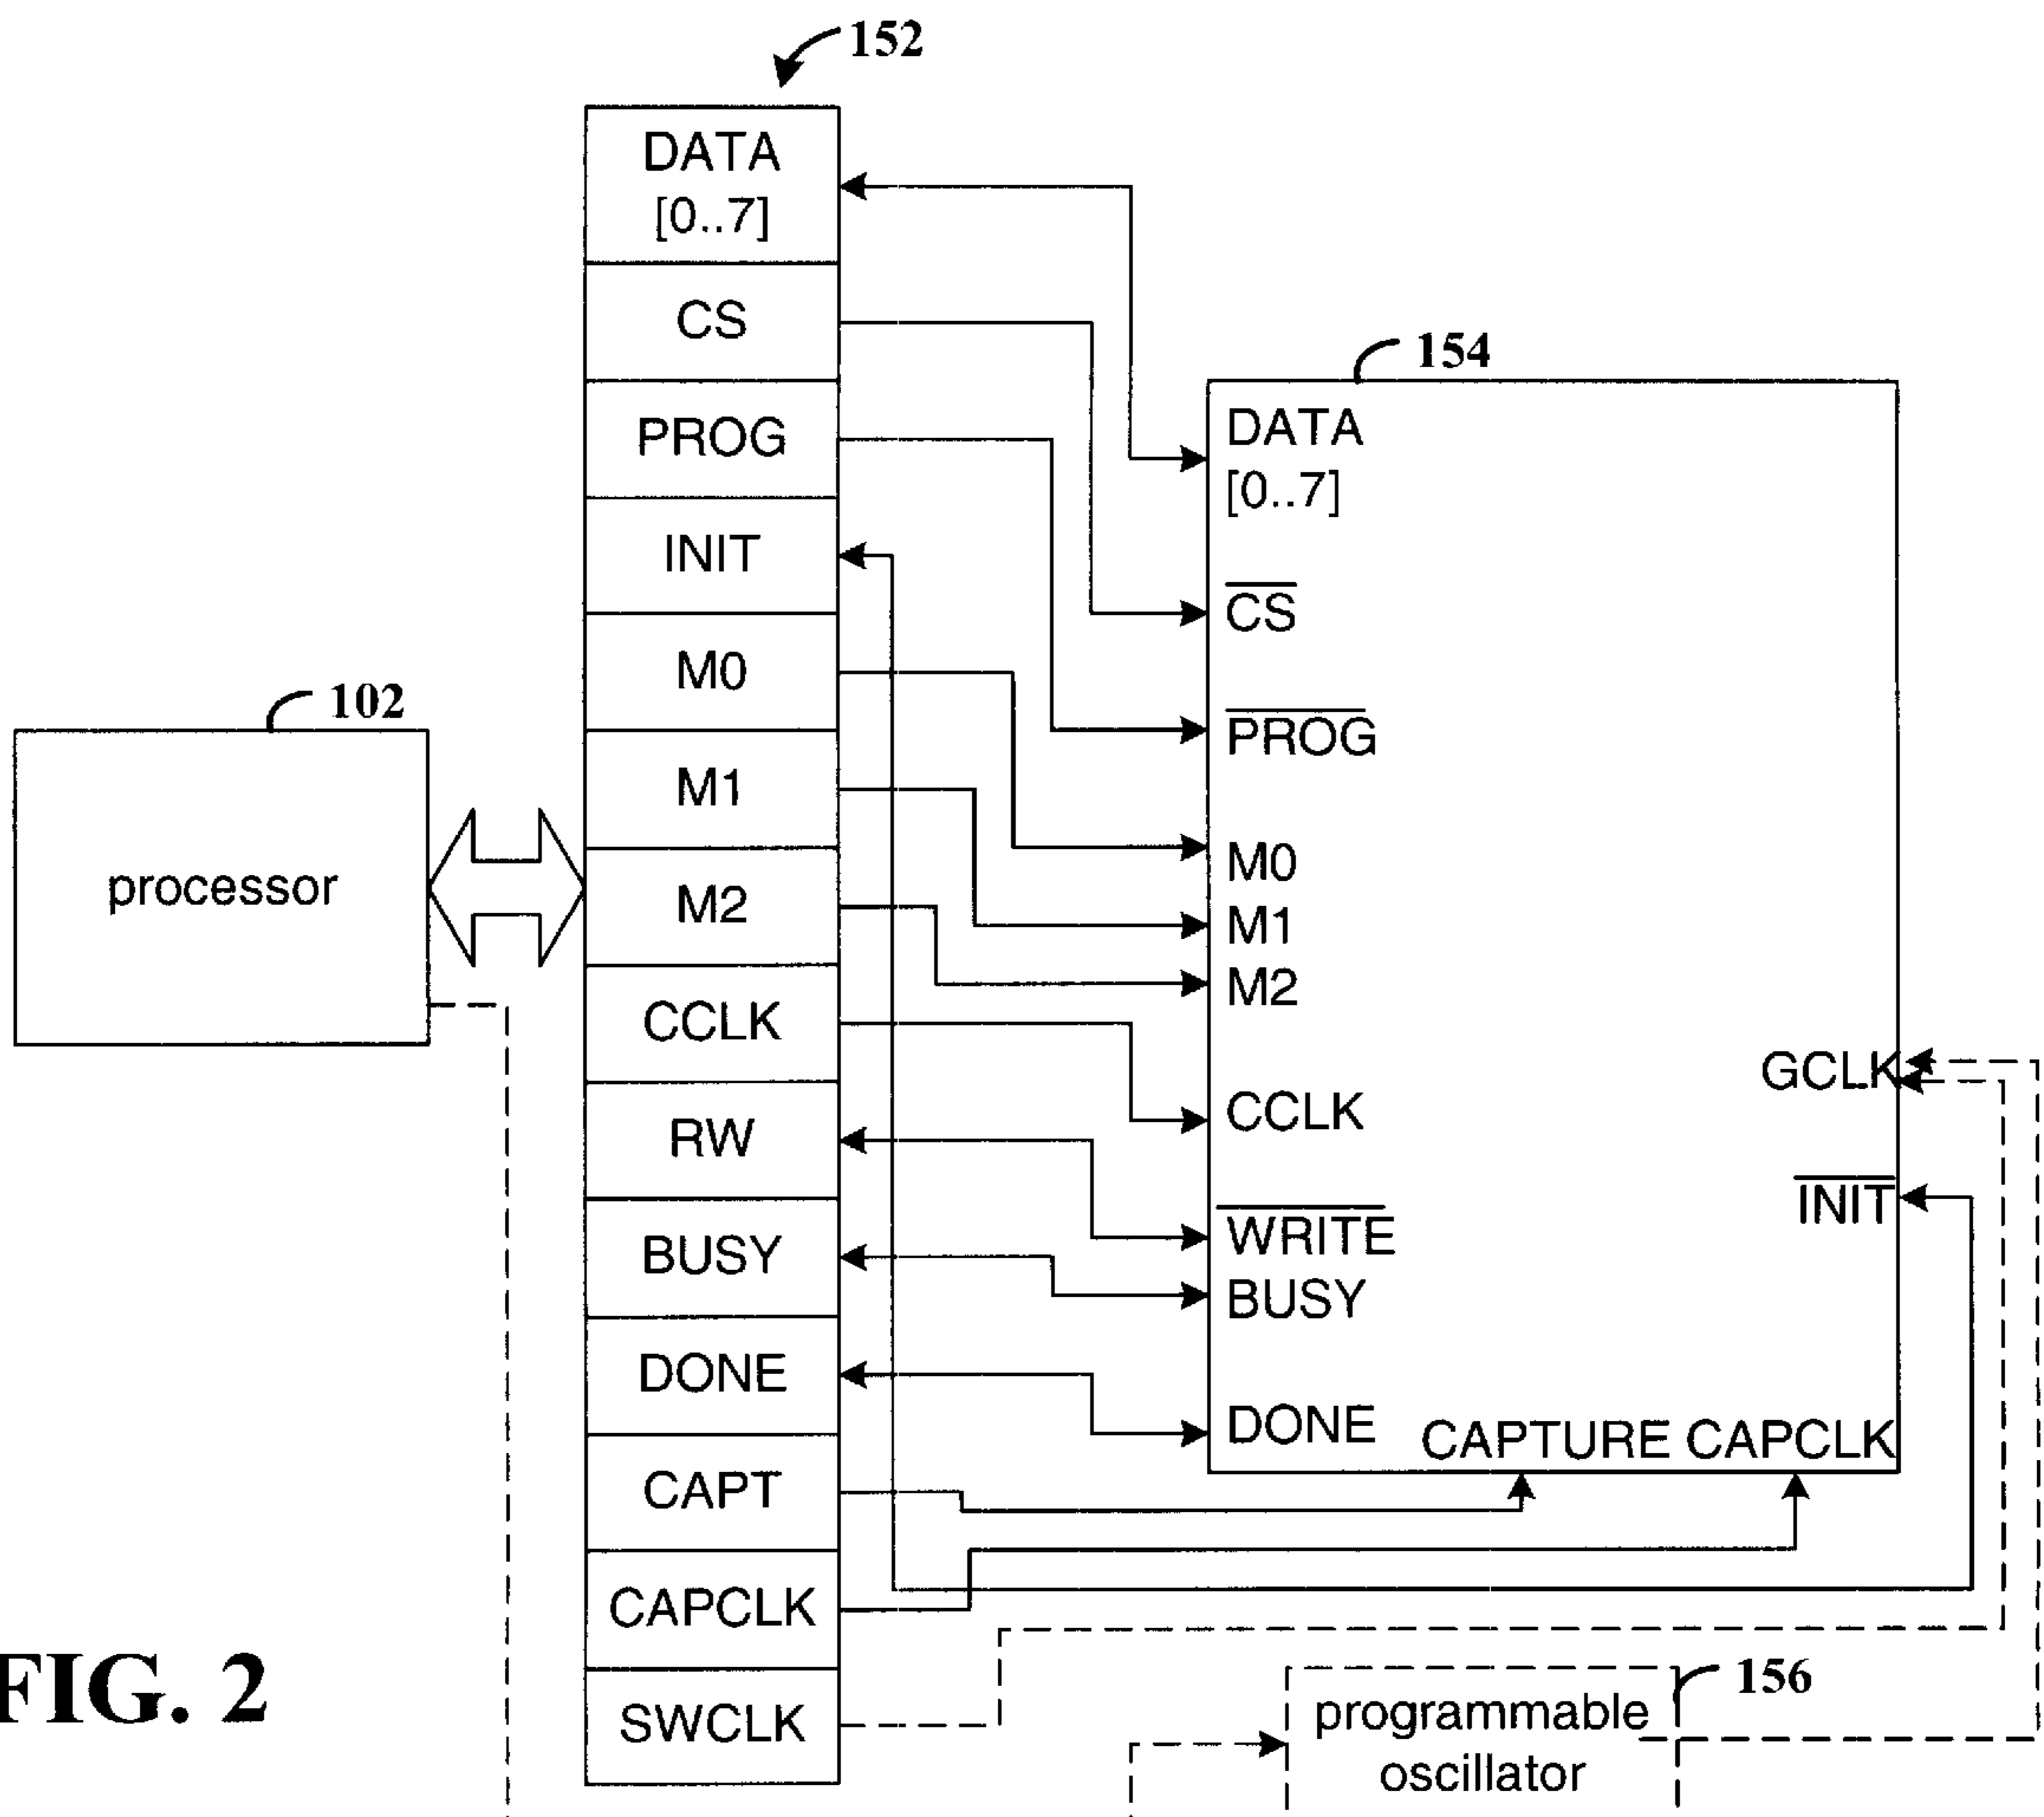 152
DATA
[0..7]
CS
PROG
INIT
M0
M1
M2
CCLK
RW
BUSY
DONE
CAPT
CAPCLK
SWCLK
102
processor
154
DATA
[0..7]
CS
PROG
M0
M1
M2
CCLK
WRITE
BUSY
DONE
CAPTURE CAPCLK
GCLK
INIT
156
programmable
oscillator
FIG. 2